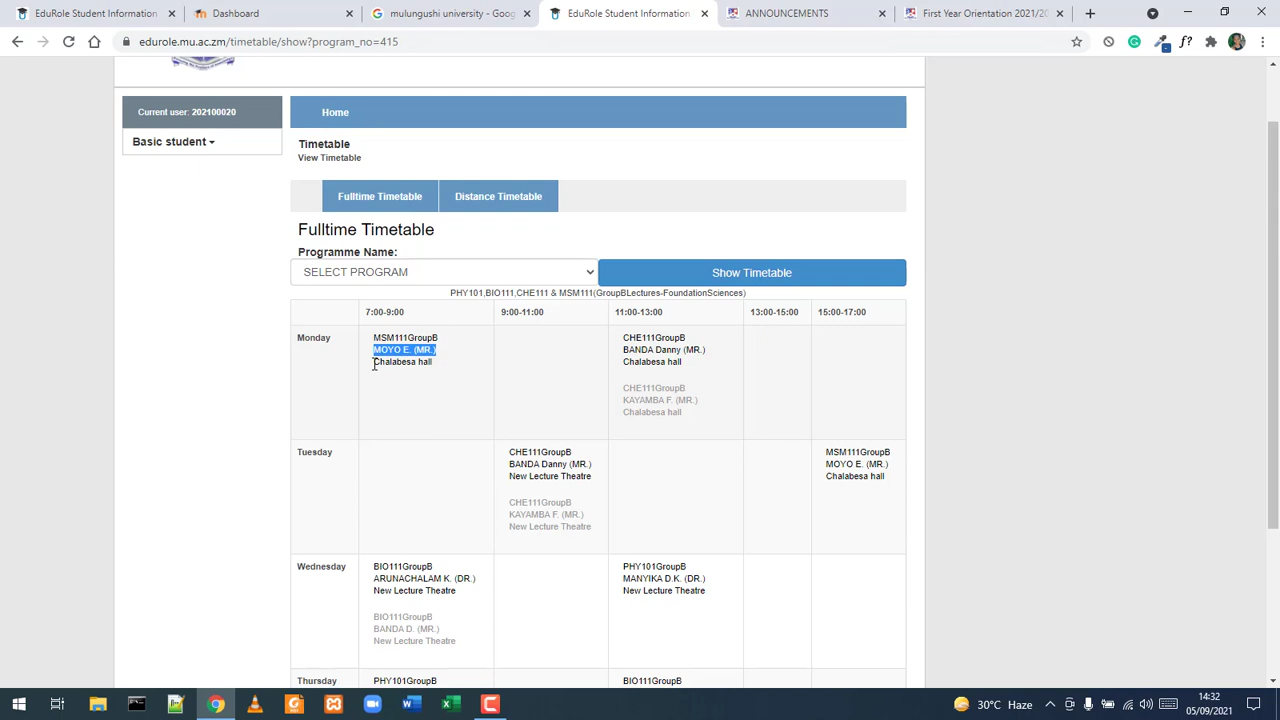 EduRole Student Information
Dashboard
mulungushi university - Goog
EduRole Student Information
ANNOUNCEMENTS
First Year Orientation 2021/20
edurole.mu.ac.zm/timetable/show?program_no=415
Current user: 202100020
Basic student
Home
Timetable
View Timetable
Fulltime Timetable
Distance Timetable
Fulltime Timetable
Programme Name:
SELECT PROGRAM
Show Timetable
PHY101,BIO111,CHE111 & MSM111(GroupBLectures-FoundationSciences)
7:00-9:00
9:00-11:00
11:00-13:00
13:00-15:00
15:00-17:00
Monday
MSM111GroupB
MOYO E. (MR.)
Chalabesa hall
CHE111GroupB
BANDA Danny (MR.)
Chalabesa hall
CHE111GroupB
KAYAMBA F. (MR.)
Chalabesa hall
Tuesday
CHE111GroupB
BANDA Danny (MR.)
New Lecture Theatre
CHE111GroupB
KAYAMBA F. (MR.)
New Lecture Theatre
MSM111GroupB
MOYO E. (MR.)
Chalabesa hall
Wednesday
BIO111GroupB
ARUNACHALAM K. (DR.)
New Lecture Theatre
BIO111GroupB
BANDA D. (MR.)
New Lecture Theatre
PHY101GroupB
MANYIKA D.K. (DR.)
New Lecture Theatre
Thursday
PHY101GroupB
BIO111GroupB
30°C Haze
14:32
05/09/2021